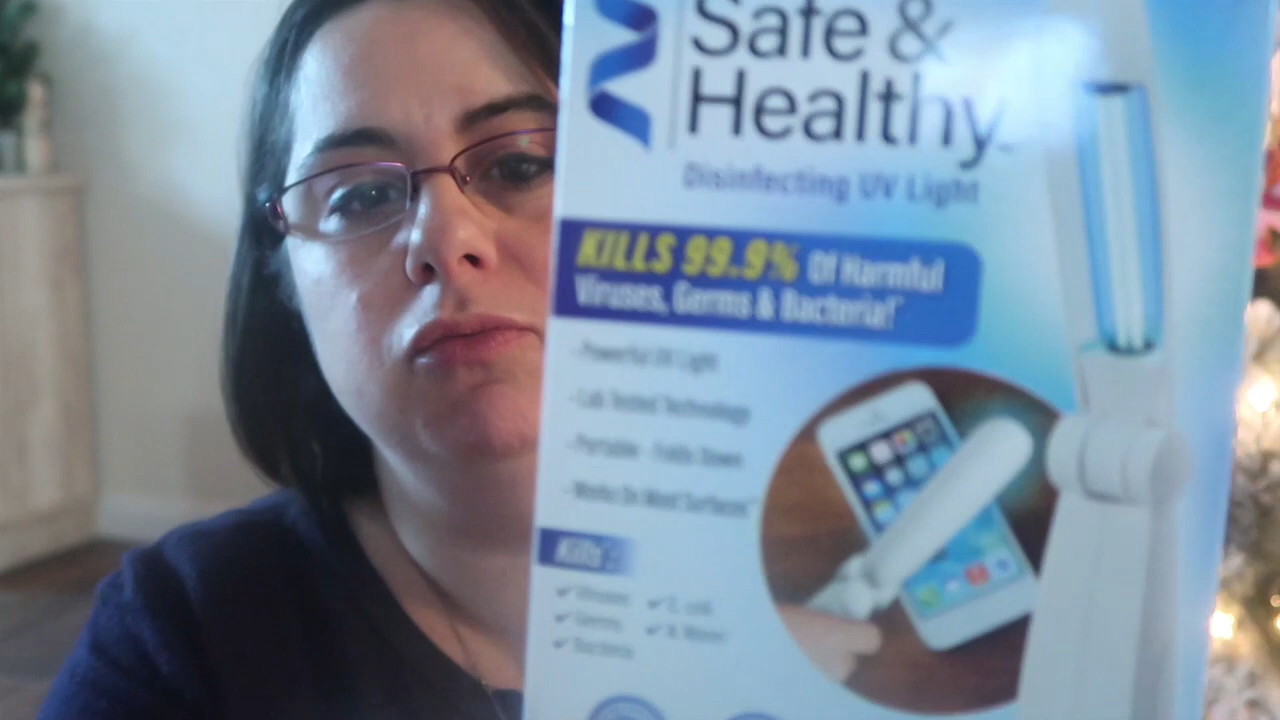 Safe &
Healthy
Disinfecting UV Light
KILLS 99.9% Of Harmful
Viruses, Germs & Bacteria!*
- Powerful UV Light
- Lab Tested Technology
- Portable - Folds Down
- Works On Most Surfaces*
Kills*:
✔ Viruses ✔ E. coli
✔ Germs
✔ Bacteria